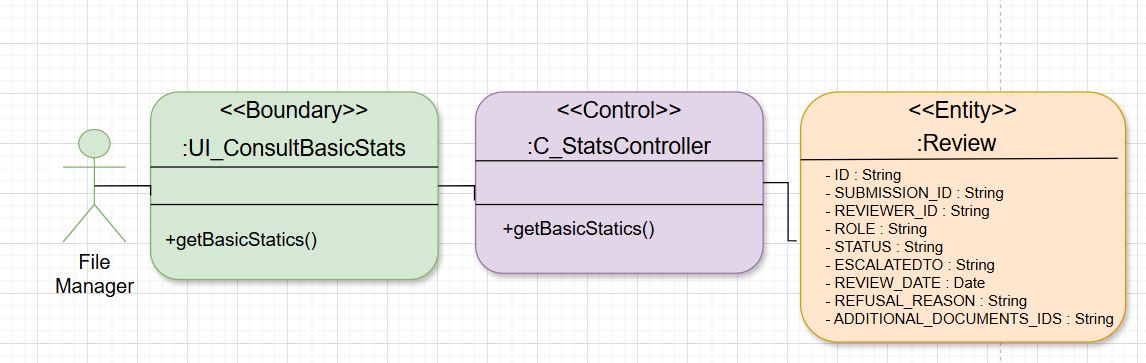 <<Boundary>>
:UI_ConsultBasicStats
+getBasicStatics()
<<Control>>
:C_StatsController
+getBasicStatics()
<<Entity>>
:Review
- ID : String
- SUBMISSION_ID : String
- REVIEWER_ID : String
- ROLE : String
- STATUS : String
- ESCALATEDTO : String
- REVIEW_DATE : Date
- REFUSAL_REASON : String
- ADDITIONAL_DOCUMENTS_IDS : String
File
Manager